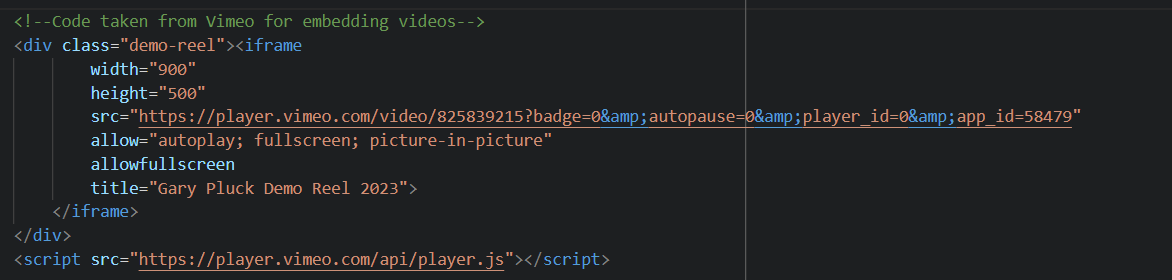 <!--Code taken from Vimeo for embedding videos-->
<div class="demo-reel"><iframe
width="900"
height="500"
src="https://player.vimeo.com/video/825839215?badge=0&amp;autopause=0&amp;player_id=0&amp;app_id=58479"
allow="autoplay; fullscreen; picture-in-picture"
allowfullscreen
title="Gary Pluck Demo Reel 2023">
</iframe>
</div>
<script src="https://player.vimeo.com/api/player.js"></script>